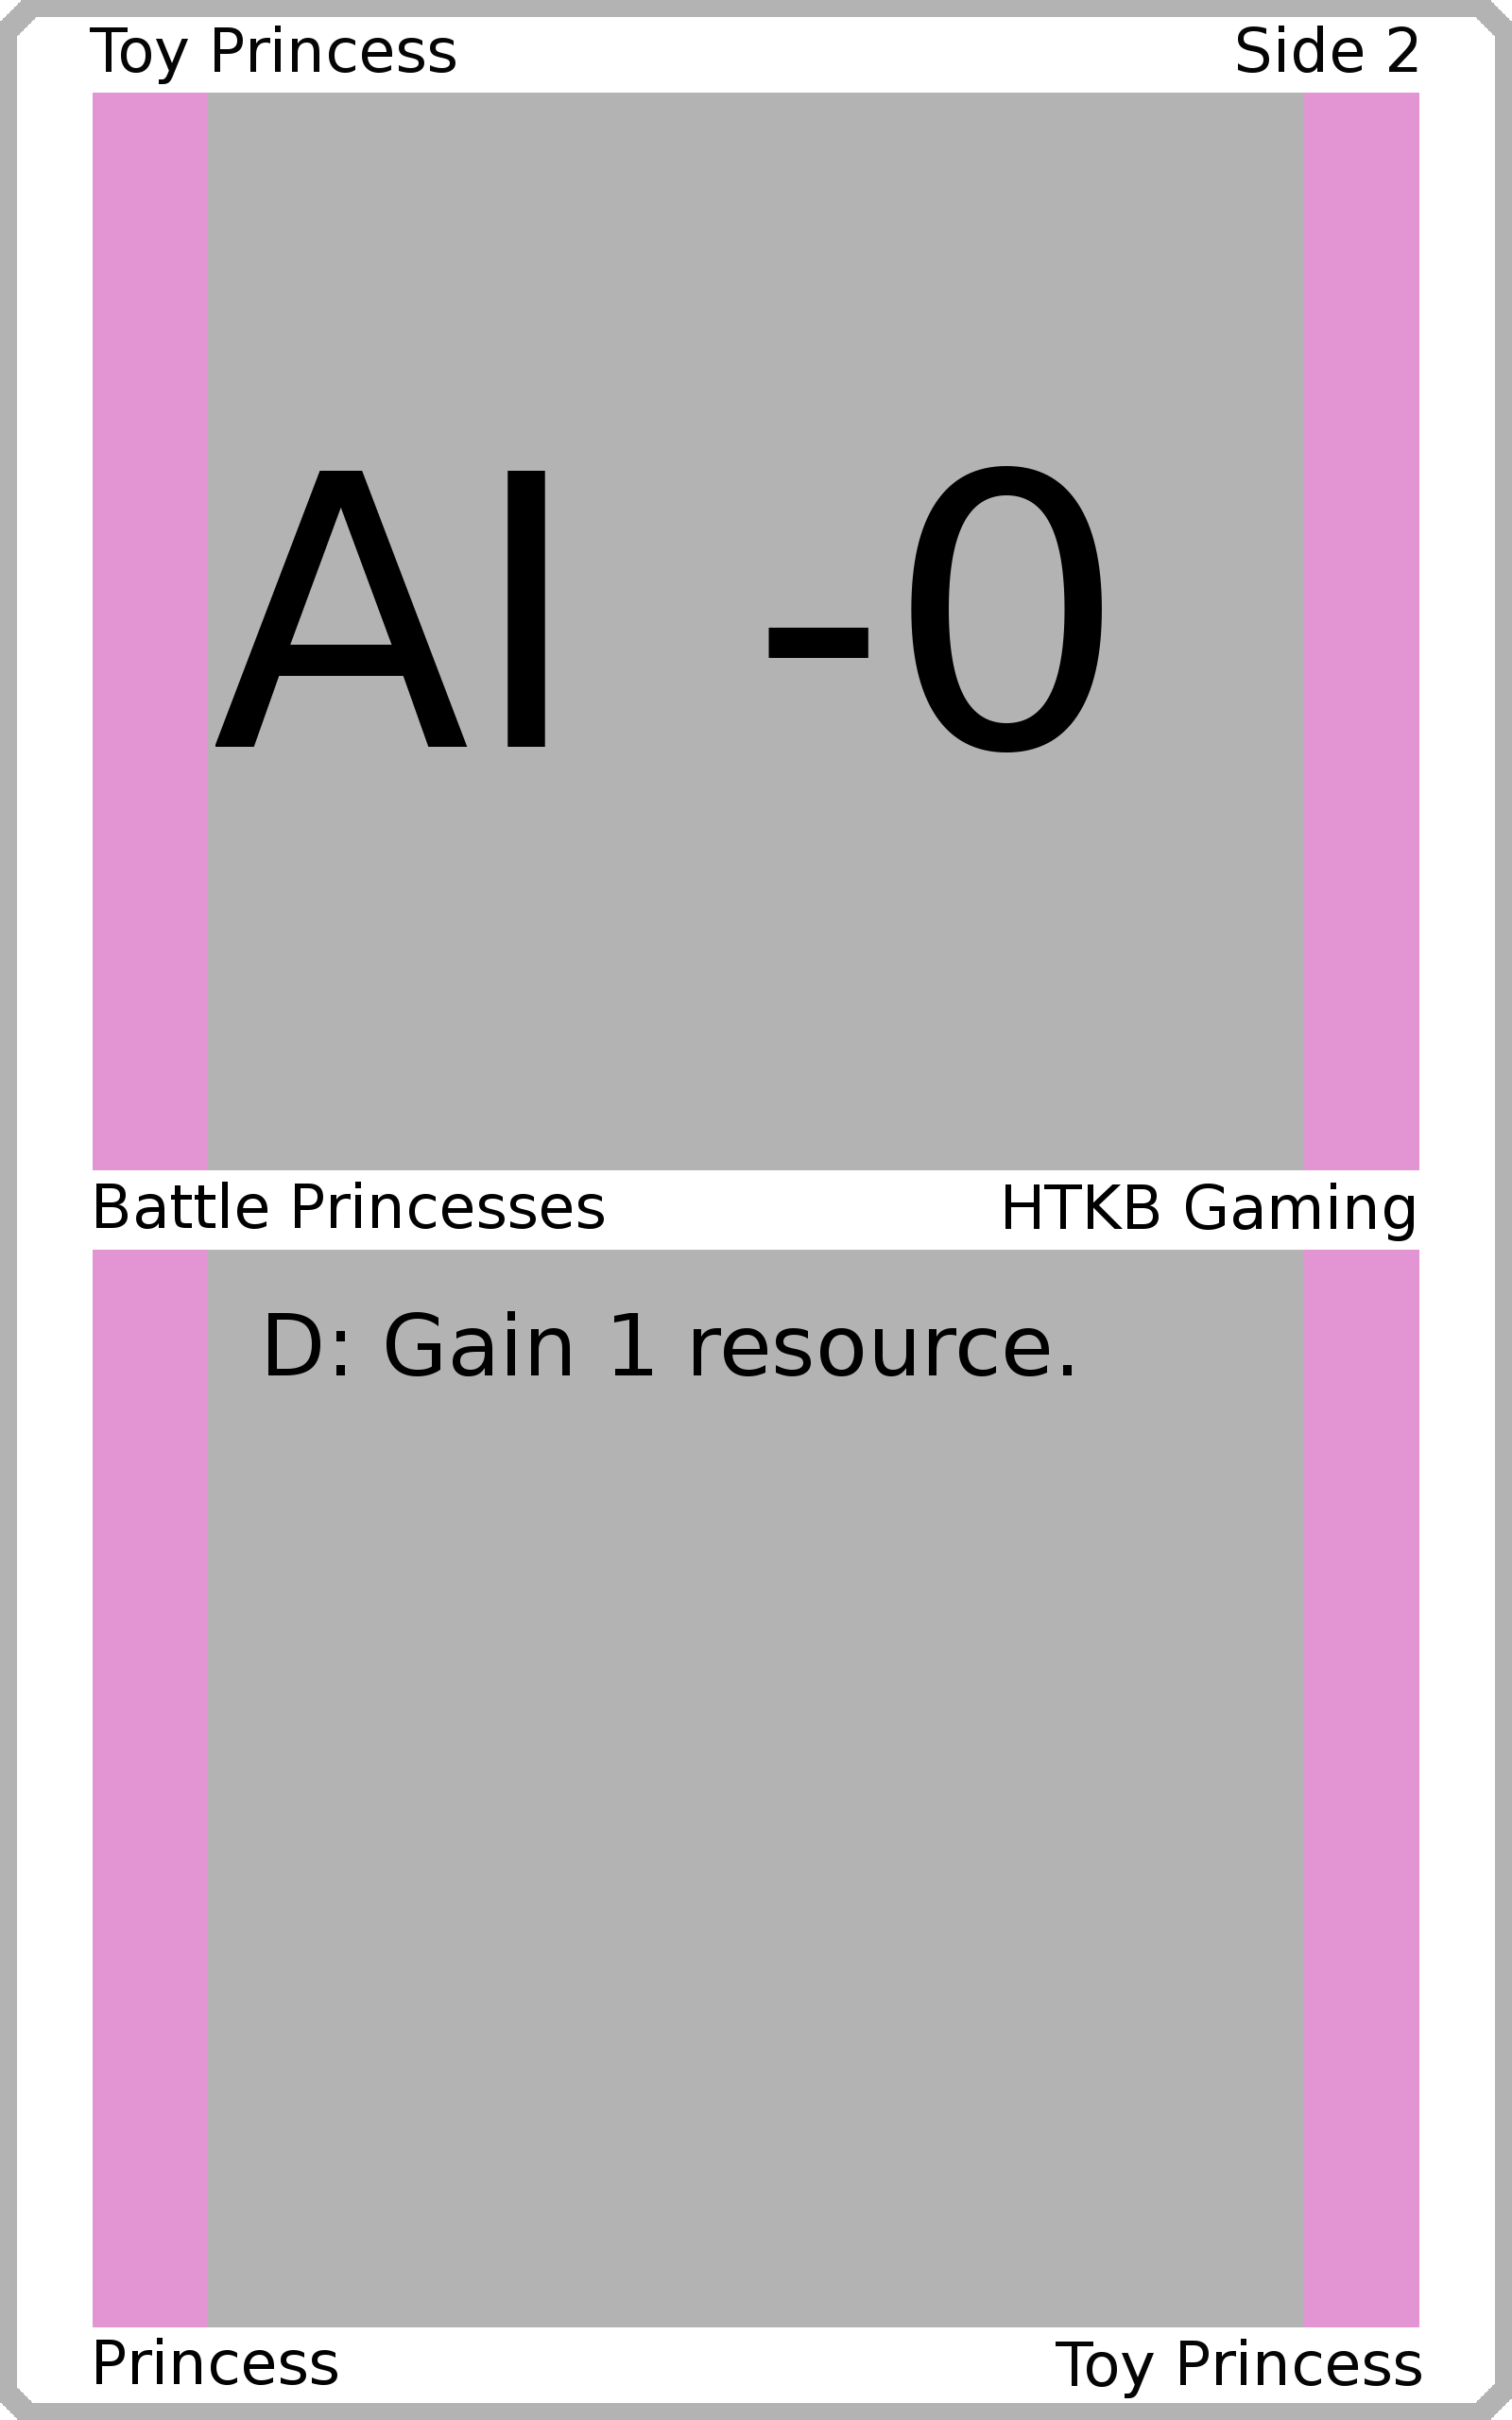 Toy Princess Side 2
AI -0
Battle Princesses HTKB Gaming
D: Gain 1 resource.
Princess Toy Princess